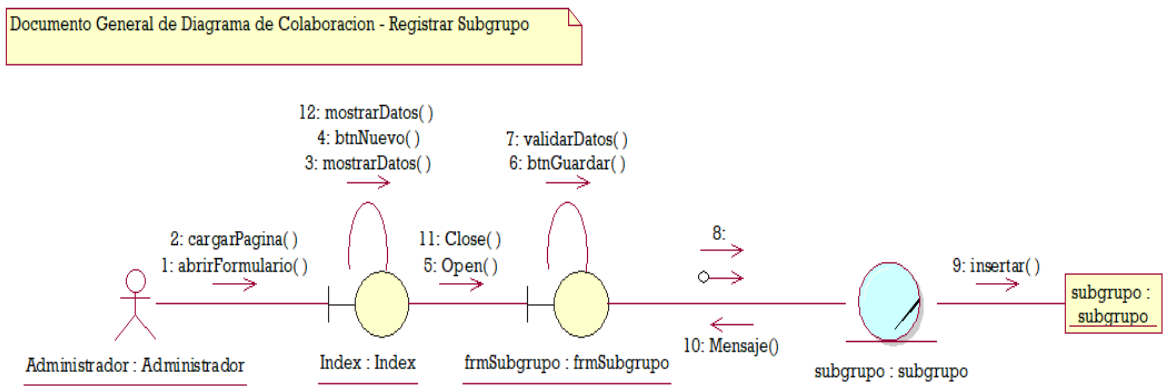 Documento General de Diagrama de Colaboracion - Registrar Subgrupo
12: mostrarDatos( )
4: btnNuevo( )
3: mostrarDatos( )
7: validarDatos( )
6: btnGuardar( )
2: cargarPagina( )
1: abrirFormulario( )
11: Close( )
5: Open( )
8:
9: insertar( )
10: Mensaje()
subgrupo :
subgrupo
Administrador : Administrador
Index : Index
frmSubgrupo : frmSubgrupo
subgrupo : subgrupo